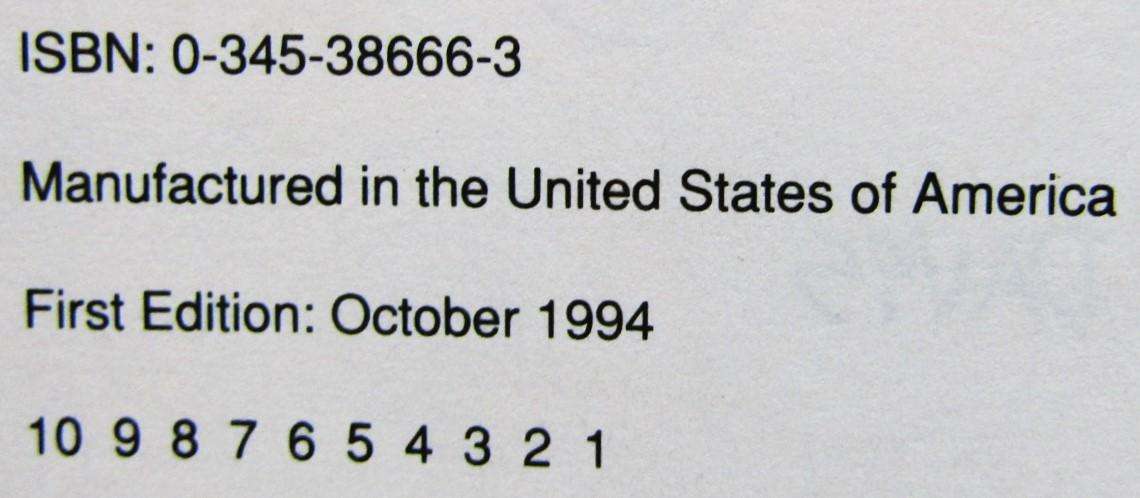 ISBN: 0-345-38666-3
Manufactured in the United States of America
First Edition: October 1994
10 9 8 7 6 5 4 3 2 1